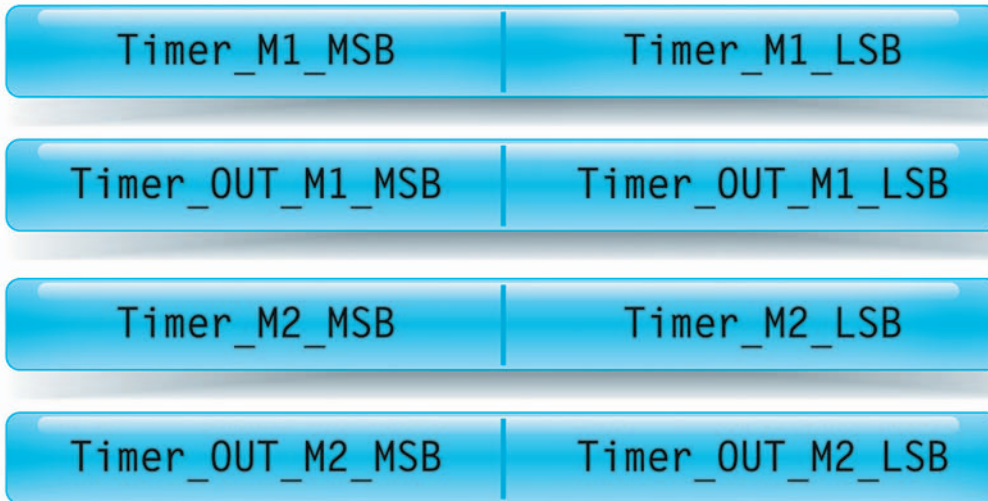 Timer_M1_MSB Timer_M1_LSB
Timer_OUT_M1_MSB Timer_OUT_M1_LSB
Timer_M2_MSB Timer_M2_LSB
Timer_OUT_M2_MSB Timer_OUT_M2_LSB